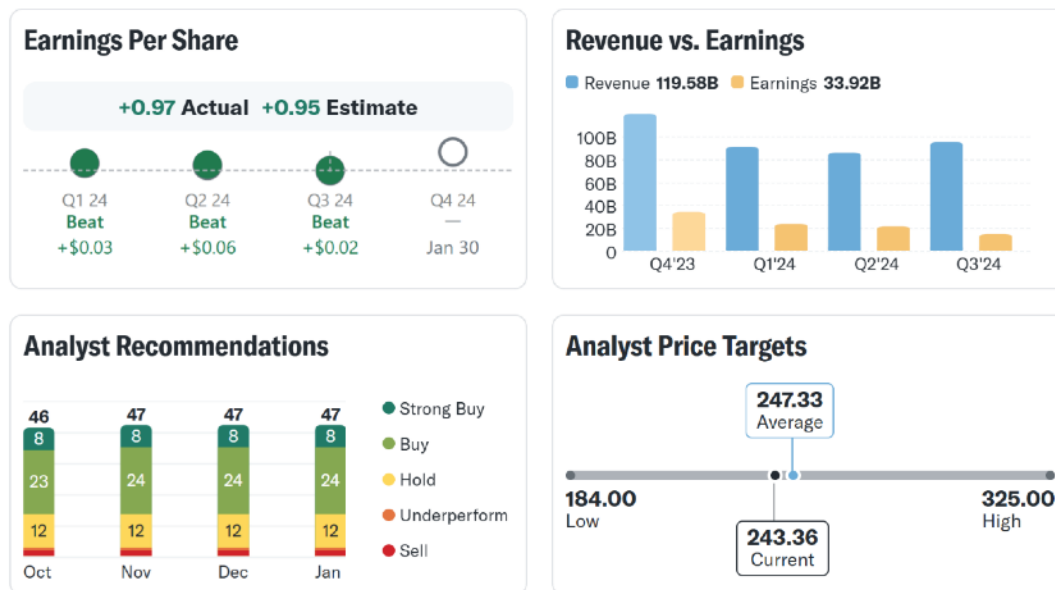 Earnings Per Share
+0.97 Actual +0.95 Estimate
Q1 24 Q2 24 Q3 24 Q4 24
Beat Beat Beat —
+$0.03 +$0.06 +$0.02 Jan 30
Revenue vs. Earnings
Revenue 119.58B Earnings 33.92B
100B
80B
60B
40B
20B
0
Q4'23 Q1'24 Q2'24 Q3'24
Analyst Recommendations
46 47 47 47
8 8 8 8
23 24 24 24
12 12 12 12
Oct Nov Dec Jan
Strong Buy
Buy
Hold
Underperform
Sell
Analyst Price Targets
247.33
Average
184.00 325.00
Low High
243.36
Current